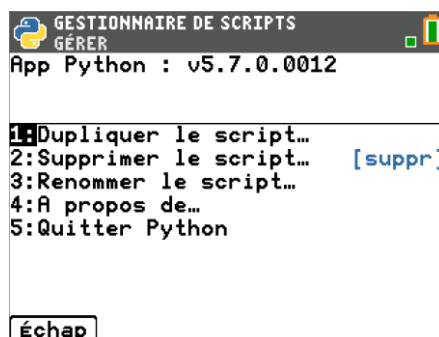 GESTIONNAIRE DE SCRIPTS
GÉRER
App Python : v5.7.0.0012
1:Dupliquer le script…
2:Supprimer le script… [suppr]
3:Renommer le script…
4:A propos de…
5:Quitter Python
Échap